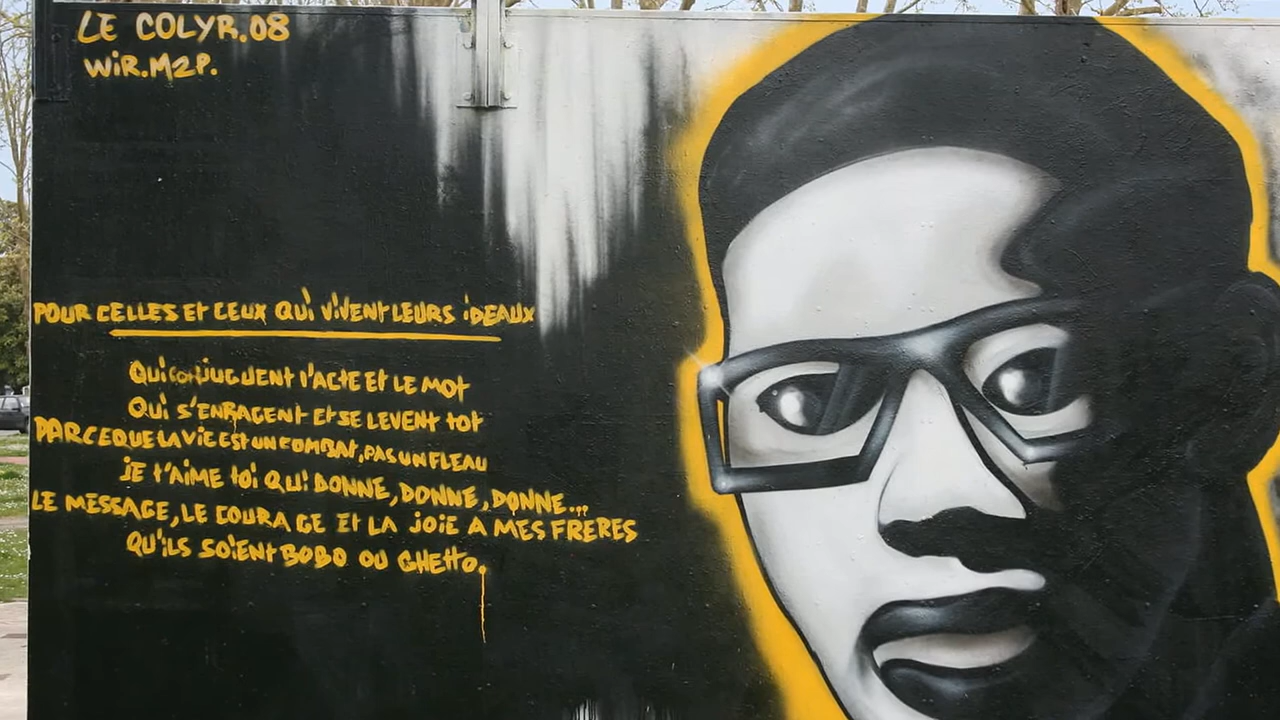 LE COLYR.08
WiR.M2P.
POUR CELLES ET CEUX QUi ViVENT LEURS iDEAUX
QUi CONJUGUENT l'ACTE ET LE MOT
QUi S'ENRAGENT ET SE LEVENT tOt
PARCE QUE LA ViE EST UN COMBAT, PAS UN FLEAU
JE t'AiME tOi QUi DONNE, DONNE, DONNE...
LE MESSAGE, LE COURAGE Et LA JOiE A MES FRERES
QU'iLS SOiENT BOBO OU GHEttO.